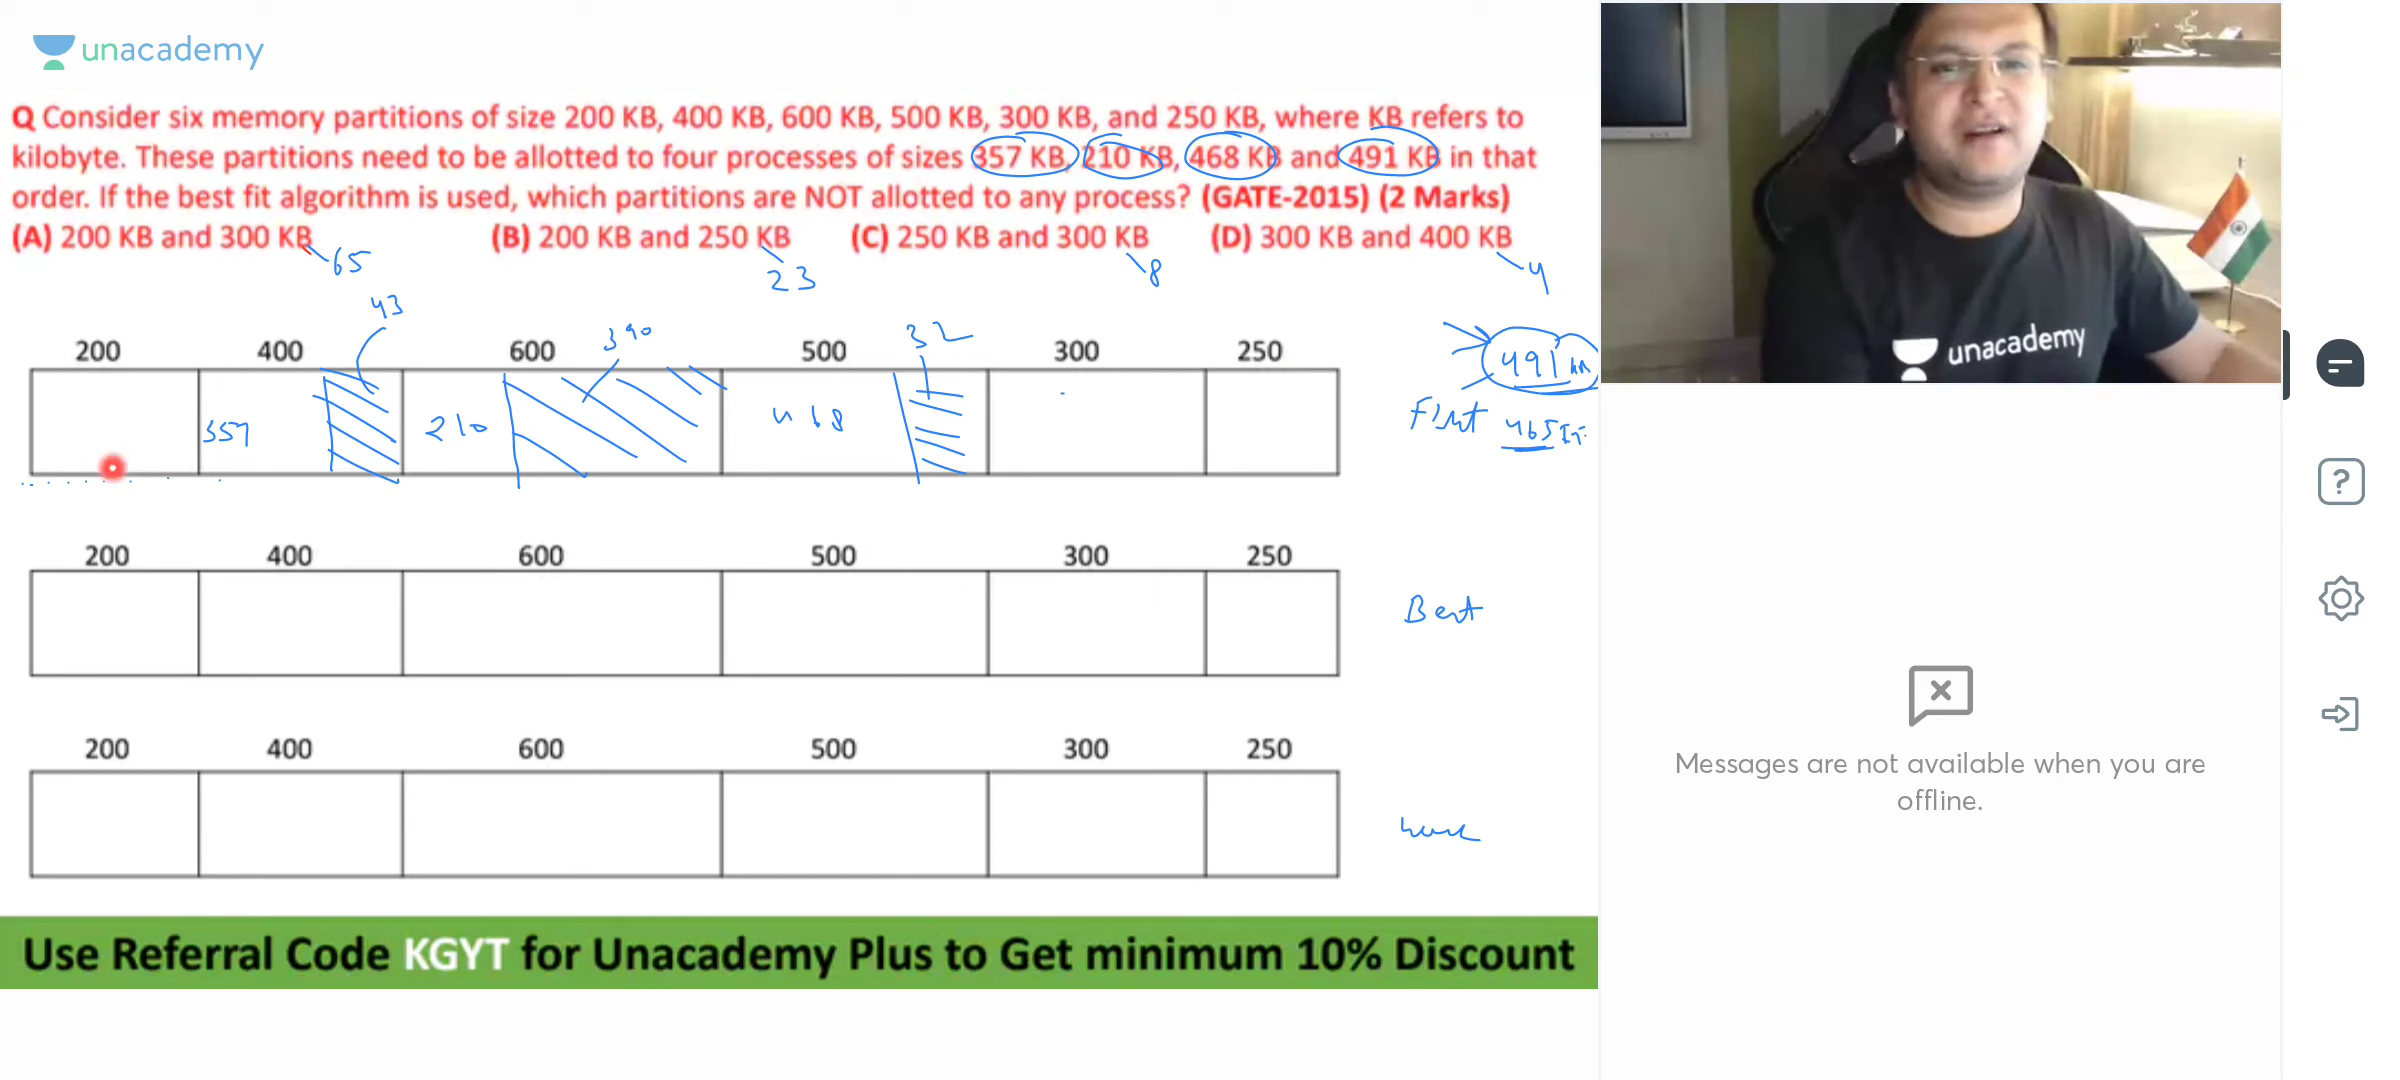 unacademy
Q Consider six memory partitions of size 200 KB, 400 KB, 600 KB, 500 KB, 300 KB, and 250 KB, where KB refers to
kilobyte. These partitions need to be allotted to four processes of sizes 357 KB, 210 KB, 468 KB and 491 KB in that
order. If the best fit algorithm is used, which partitions are NOT allotted to any process? (GATE-2015) (2 Marks)
(A) 200 KB and 300 KB (B) 200 KB and 250 KB (C) 250 KB and 300 KB (D) 300 KB and 400 KB
65 23 8 4
43 390 32
200 400 600 500 300 250
357 210 468
491
First 465
200 400 600 500 300 250
Best
200 400 600 500 300 250
Use Referral Code KGYT for Unacademy Plus to Get minimum 10% Discount
unacademy
?
Messages are not available when you are
offline.